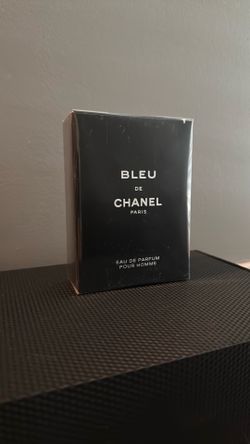 BLEU
DE
CHANEL
PARIS
EAU DE PARFUM
POUR HOMME